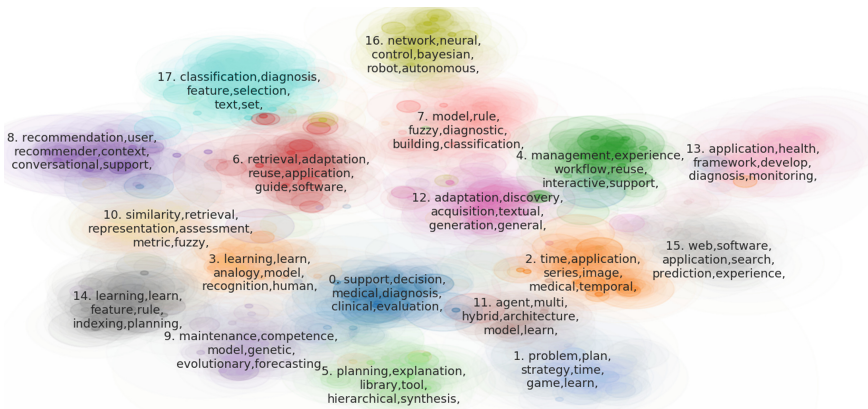 16. network,neural,
control,bayesian,
robot,autonomous,
17. classification,diagnosis,
feature,selection,
text,set,
7. model,rule,
fuzzy,diagnostic,
building,classification,
8. recommendation,user,
recommender,context,
conversational,support,
6. retrieval,adaptation,
reuse,application,
guide,software,
4. management,experience,
workflow,reuse,
interactive,support,
13. application,health,
framework,develop,
diagnosis,monitoring,
12. adaptation,discovery,
acquisition,textual,
generation,general,
10. similarity,retrieval,
representation,assessment,
metric,fuzzy,
3. learning,learn,
analogy,model,
recognition,human,
0. support,decision,
medical,diagnosis,
clinical,evaluation,
2. time,application,
series,image,
medical,temporal,
15. web,software,
application,search,
prediction,experience,
14. learning,learn,
feature,rule,
indexing,planning,
11. agent,multi,
hybrid,architecture,
model,learn,
9. maintenance,competence,
model,genetic,
evolutionary,forecasting,
5. planning,explanation,
library,tool,
hierarchical,synthesis,
1. problem,plan,
strategy,time,
game,learn,